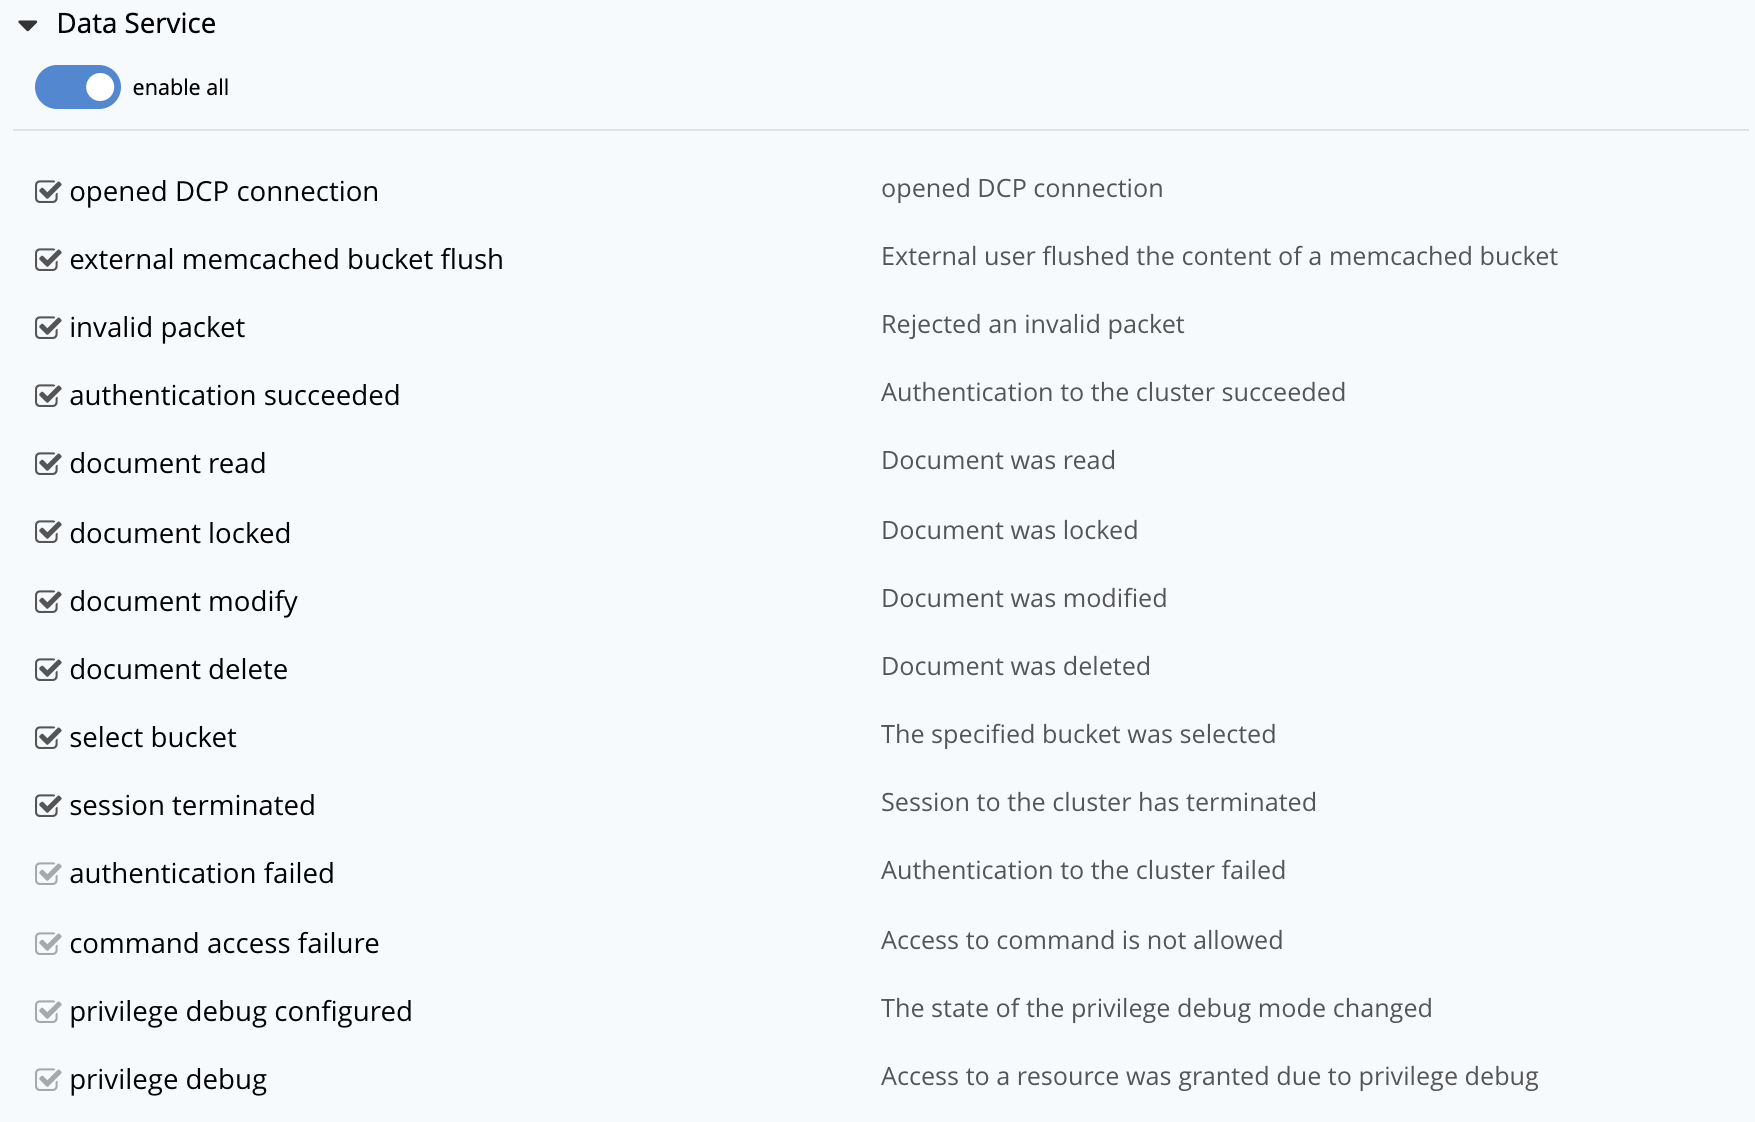 Data Service
enable all
opened DCP connection opened DCP connection
external memcached bucket flush External user flushed the content of a memcached bucket
invalid packet Rejected an invalid packet
authentication succeeded Authentication to the cluster succeeded
document read Document was read
document locked Document was locked
document modify Document was modified
document delete Document was deleted
select bucket The specified bucket was selected
session terminated Session to the cluster has terminated
authentication failed Authentication to the cluster failed
command access failure Access to command is not allowed
privilege debug configured The state of the privilege debug mode changed
privilege debug Access to a resource was granted due to privilege debug